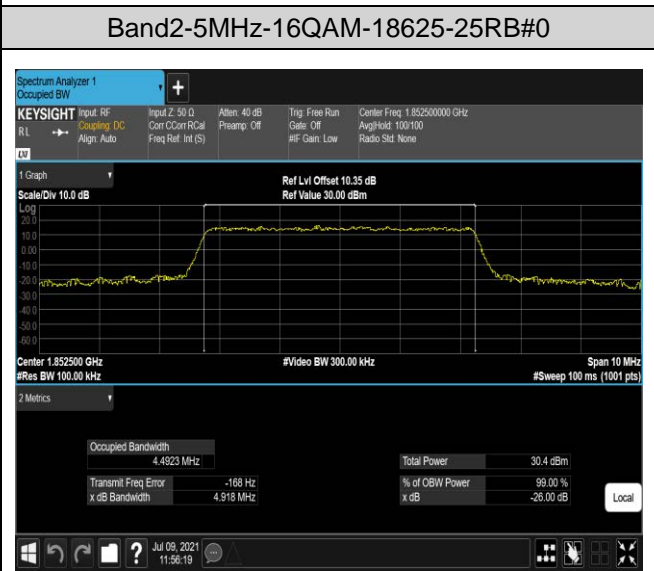 Band2-5MHz-16QAM-18625-25RB#0
Spectrum Analyzer 1
Occupied BW
+
KEYSIGHT Input: RF Input Z: 50 Ω Atten: 40 dB Trig: Free Run Center Freq: 1.852500000 GHz
RL Coupling: DC Corr CCorr RCal Preamp: Off Gate: Off Avg|Hold: 100/100
Align: Auto Freq Ref: Int (S) #IF Gain: Low Radio Std: None
LXI
1 Graph
Ref Lvl Offset 10.35 dB
Scale/Div 10.0 dB Ref Value 30.00 dBm
Log
20.0
10.0
0.00
-10.0
-20.0
-30.0
-40.0
-50.0
-60.0
Center 1.852500 GHz #Video BW 300.00 kHz Span 10 MHz
#Res BW 100.00 kHz #Sweep 100 ms (1001 pts)
2 Metrics
Occupied Bandwidth
4.4923 MHz Total Power 30.4 dBm
Transmit Freq Error -168 Hz % of OBW Power 99.00 %
x dB Bandwidth 4.918 MHz x dB -26.00 dB
Local
? Jul 09, 2021
11:56:19